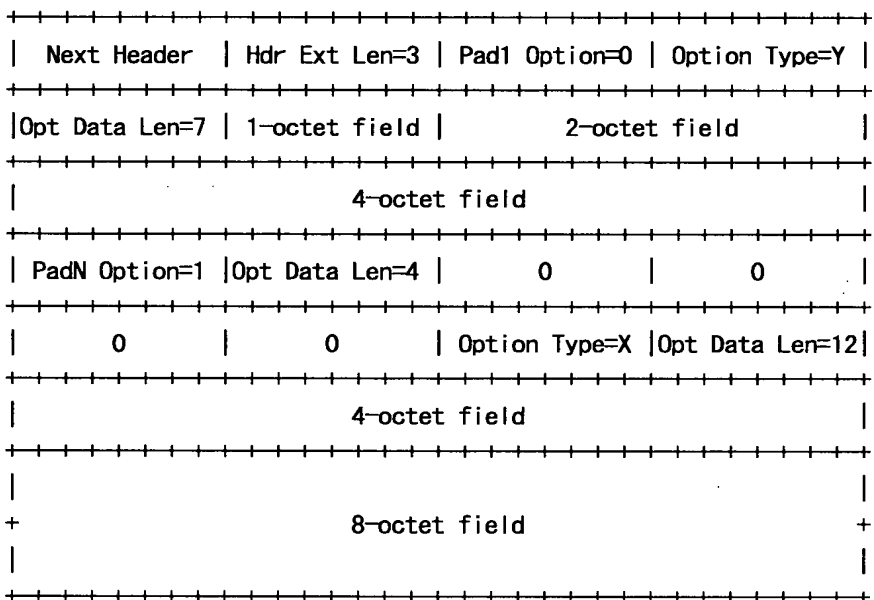 | Next Header | Hdr Ext Len=3 | Pad1 Option=0 | Option Type=Y |
|Opt Data Len=7 | 1-octet field | 2-octet field |
| 4-octet field |
| PadN Option=1 |Opt Data Len=4 | 0 | 0 |
| 0 | 0 | Option Type=X |Opt Data Len=12|
| 4-octet field |
| |
+ 8-octet field +
| |